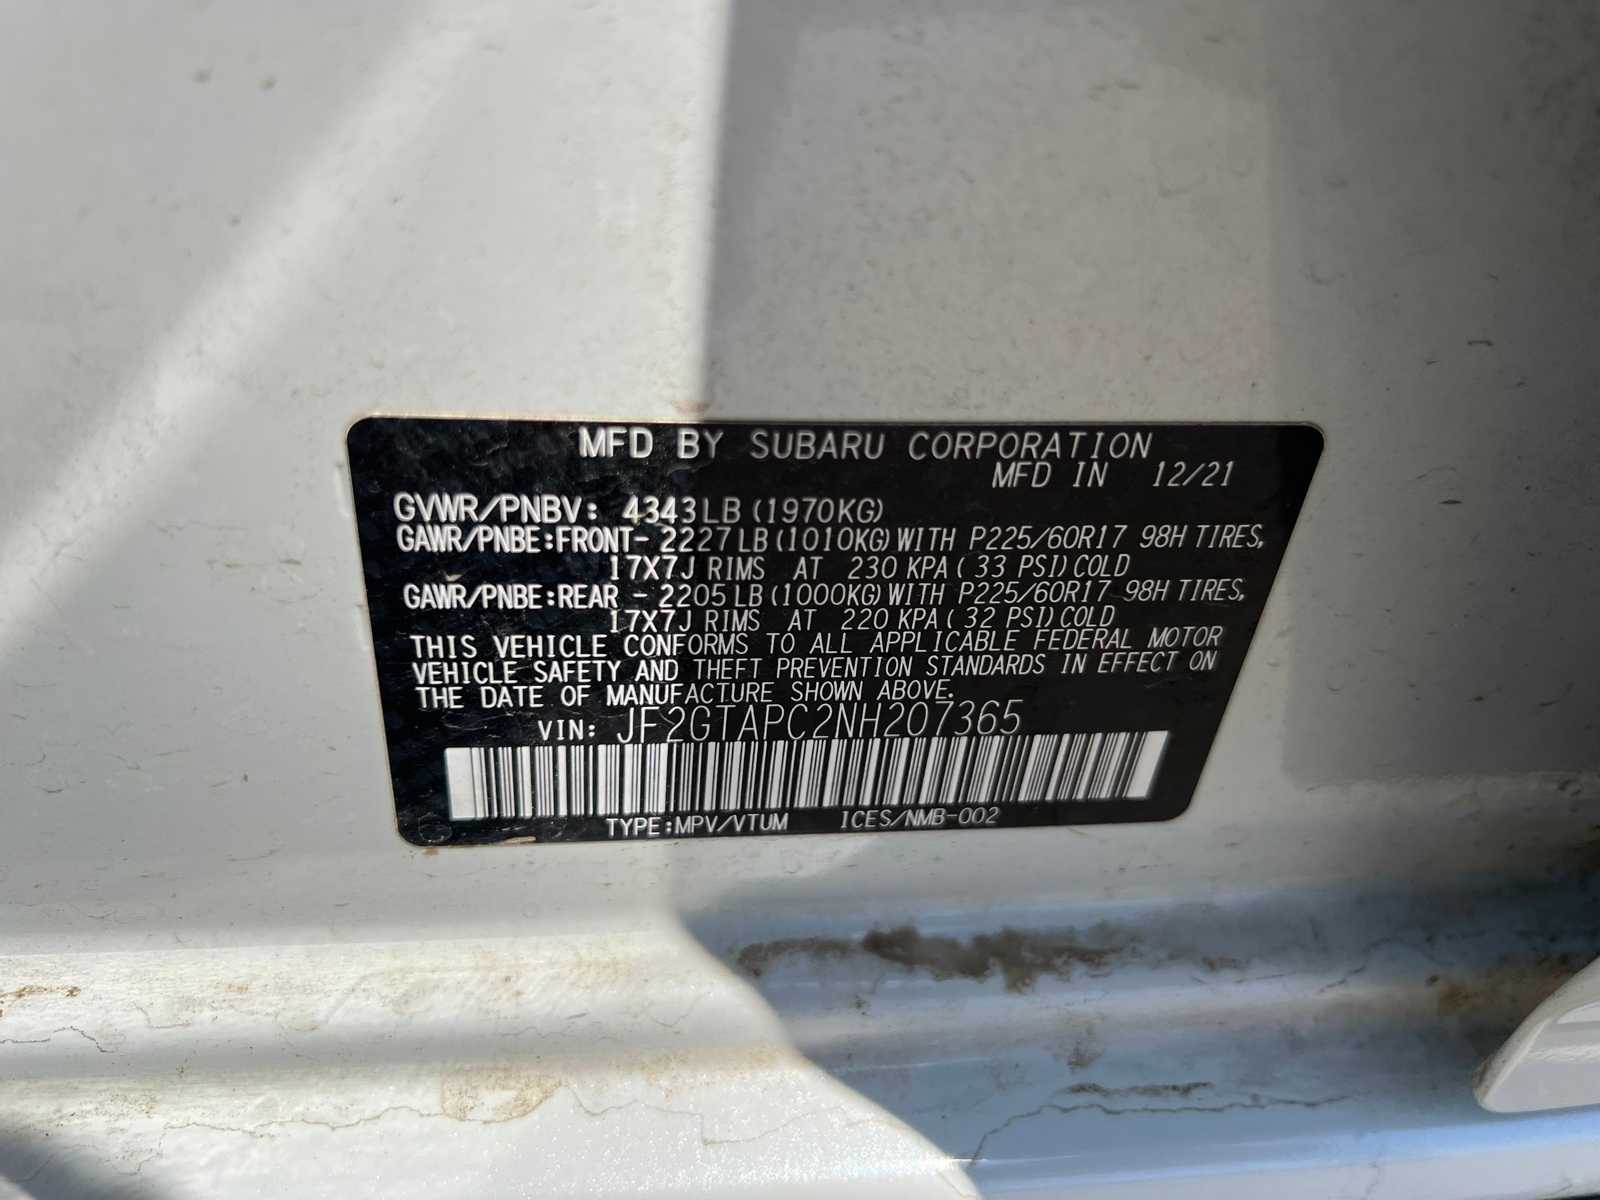 MFD BY SUBARU CORPORATION
MFD IN 12/21
GVWR/PNBV: 4343LB (1970KG)
GAWR/PNBE:FRONT- 2227LB (1010KG) WITH P225/60R17 98H TIRES,
17X7J RIMS AT 230 KPA ( 33 PSI) COLD
GAWR/PNBE:REAR - 2205LB (1000KG) WITH P225/60R17 98H TIRES,
17X7J RIMS AT 220 KPA ( 32 PSI) COLD
THIS VEHICLE CONFORMS TO ALL APPLICABLE FEDERAL MOTOR
VEHICLE SAFETY AND THEFT PREVENTION STANDARDS IN EFFECT ON
THE DATE OF MANUFACTURE SHOWN ABOVE.
VIN: JF2GTAPC2NH207365
TYPE:MPV/VTUM ICES/NMB-002